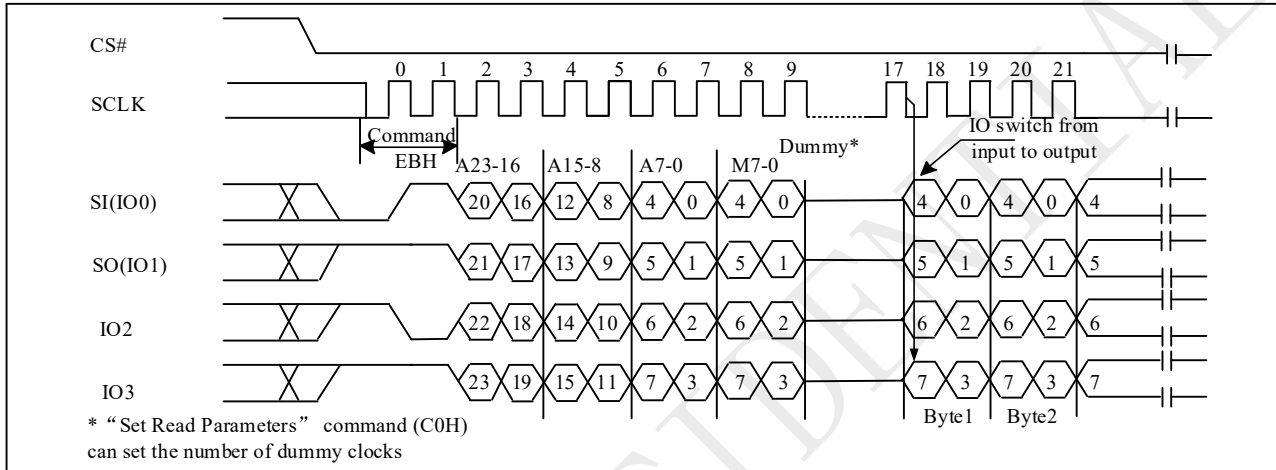 CS#
0 1 2 3 4 5 6 7 8 9 17 18 19 20 21
SCLK
Command
EBH
Dummy*
IO switch from
input to output
A23-16 A15-8 A7-0 M7-0
SI(IO0) 20 16 12 8 4 0 4 0 4 0 4 0 4
SO(IO1) 21 17 13 9 5 1 5 1 5 1 5 1 5
IO2 22 18 14 10 6 2 6 2 6 2 6 2 6
IO3 23 19 15 11 7 3 7 3 7 3 7 3 7
Byte1 Byte2
* “Set Read Parameters” command (C0H)
can set the number of dummy clocks